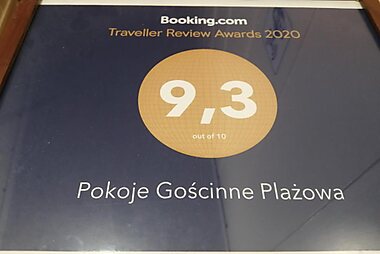 Booking.com
Traveller Review Awards 2020
9,3
out of 10
Pokoje Gościnne Plażowa